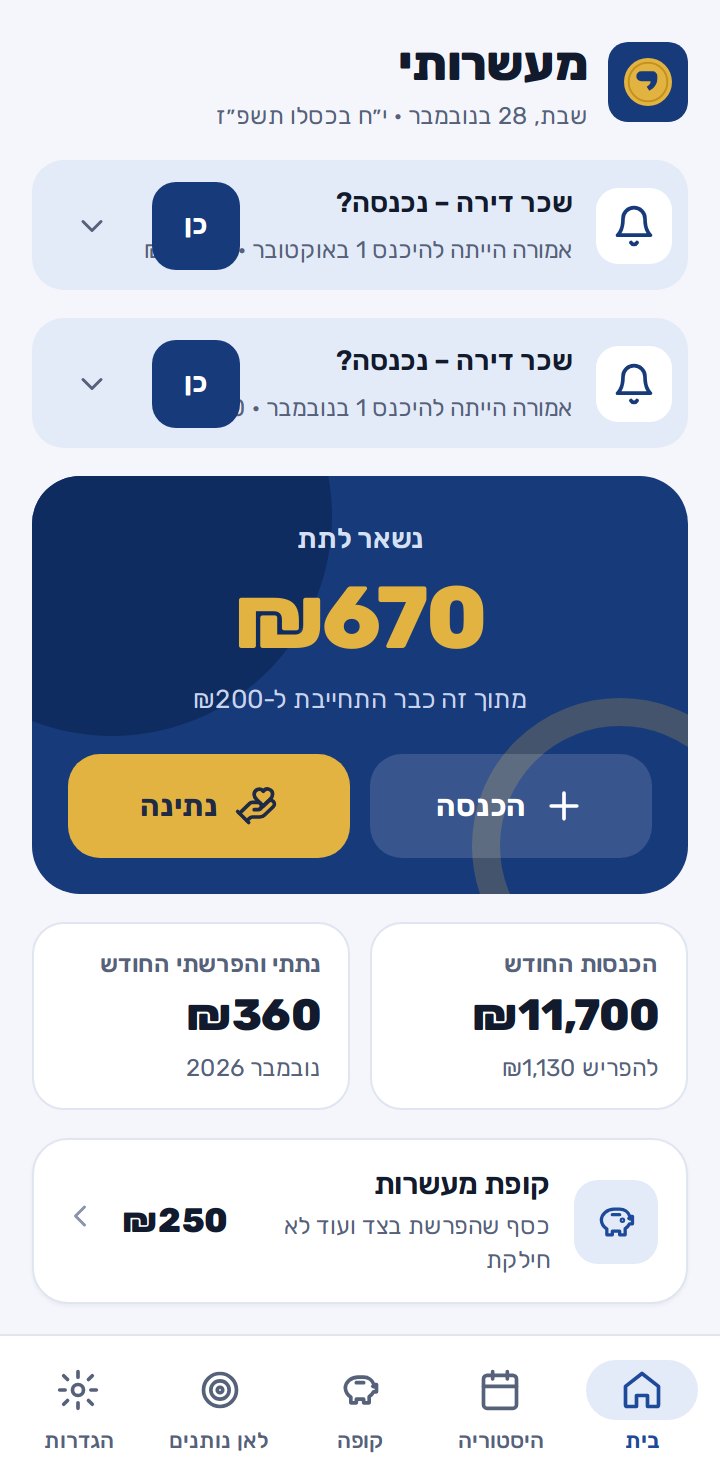 מעשרותי
שבת, 28 בנובמבר • י״ח בכסלו תשפ״ז
שכר דירה – נכנסה?
אמורה הייתה להיכנס 1 באוקטובר •
כן
שכר דירה – נכנסה?
אמורה הייתה להיכנס 1 בנובמבר •
כן
נשאר לתת
₪670
מתוך זה כבר התחייבת ל-₪200
הכנסה
נתינה
הכנסות החודש
₪11,700
להפריש ₪1,130
נתתי והפרשתי החודש
₪360
נובמבר 2026
קופת מעשרות
כסף שהפרשת בצד ועוד לא
חילקת
₪250
בית
היסטוריה
קופה
לאן נותנים
הגדרות